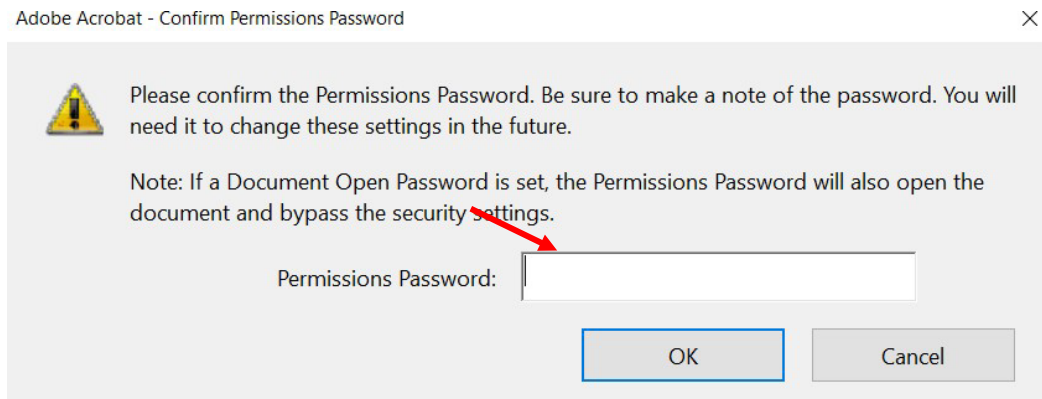 Adobe Acrobat - Confirm Permissions Password
Please confirm the Permissions Password. Be sure to make a note of the password. You will
need it to change these settings in the future.
Note: If a Document Open Password is set, the Permissions Password will also open the
document and bypass the security settings.
Permissions Password:
OK Cancel